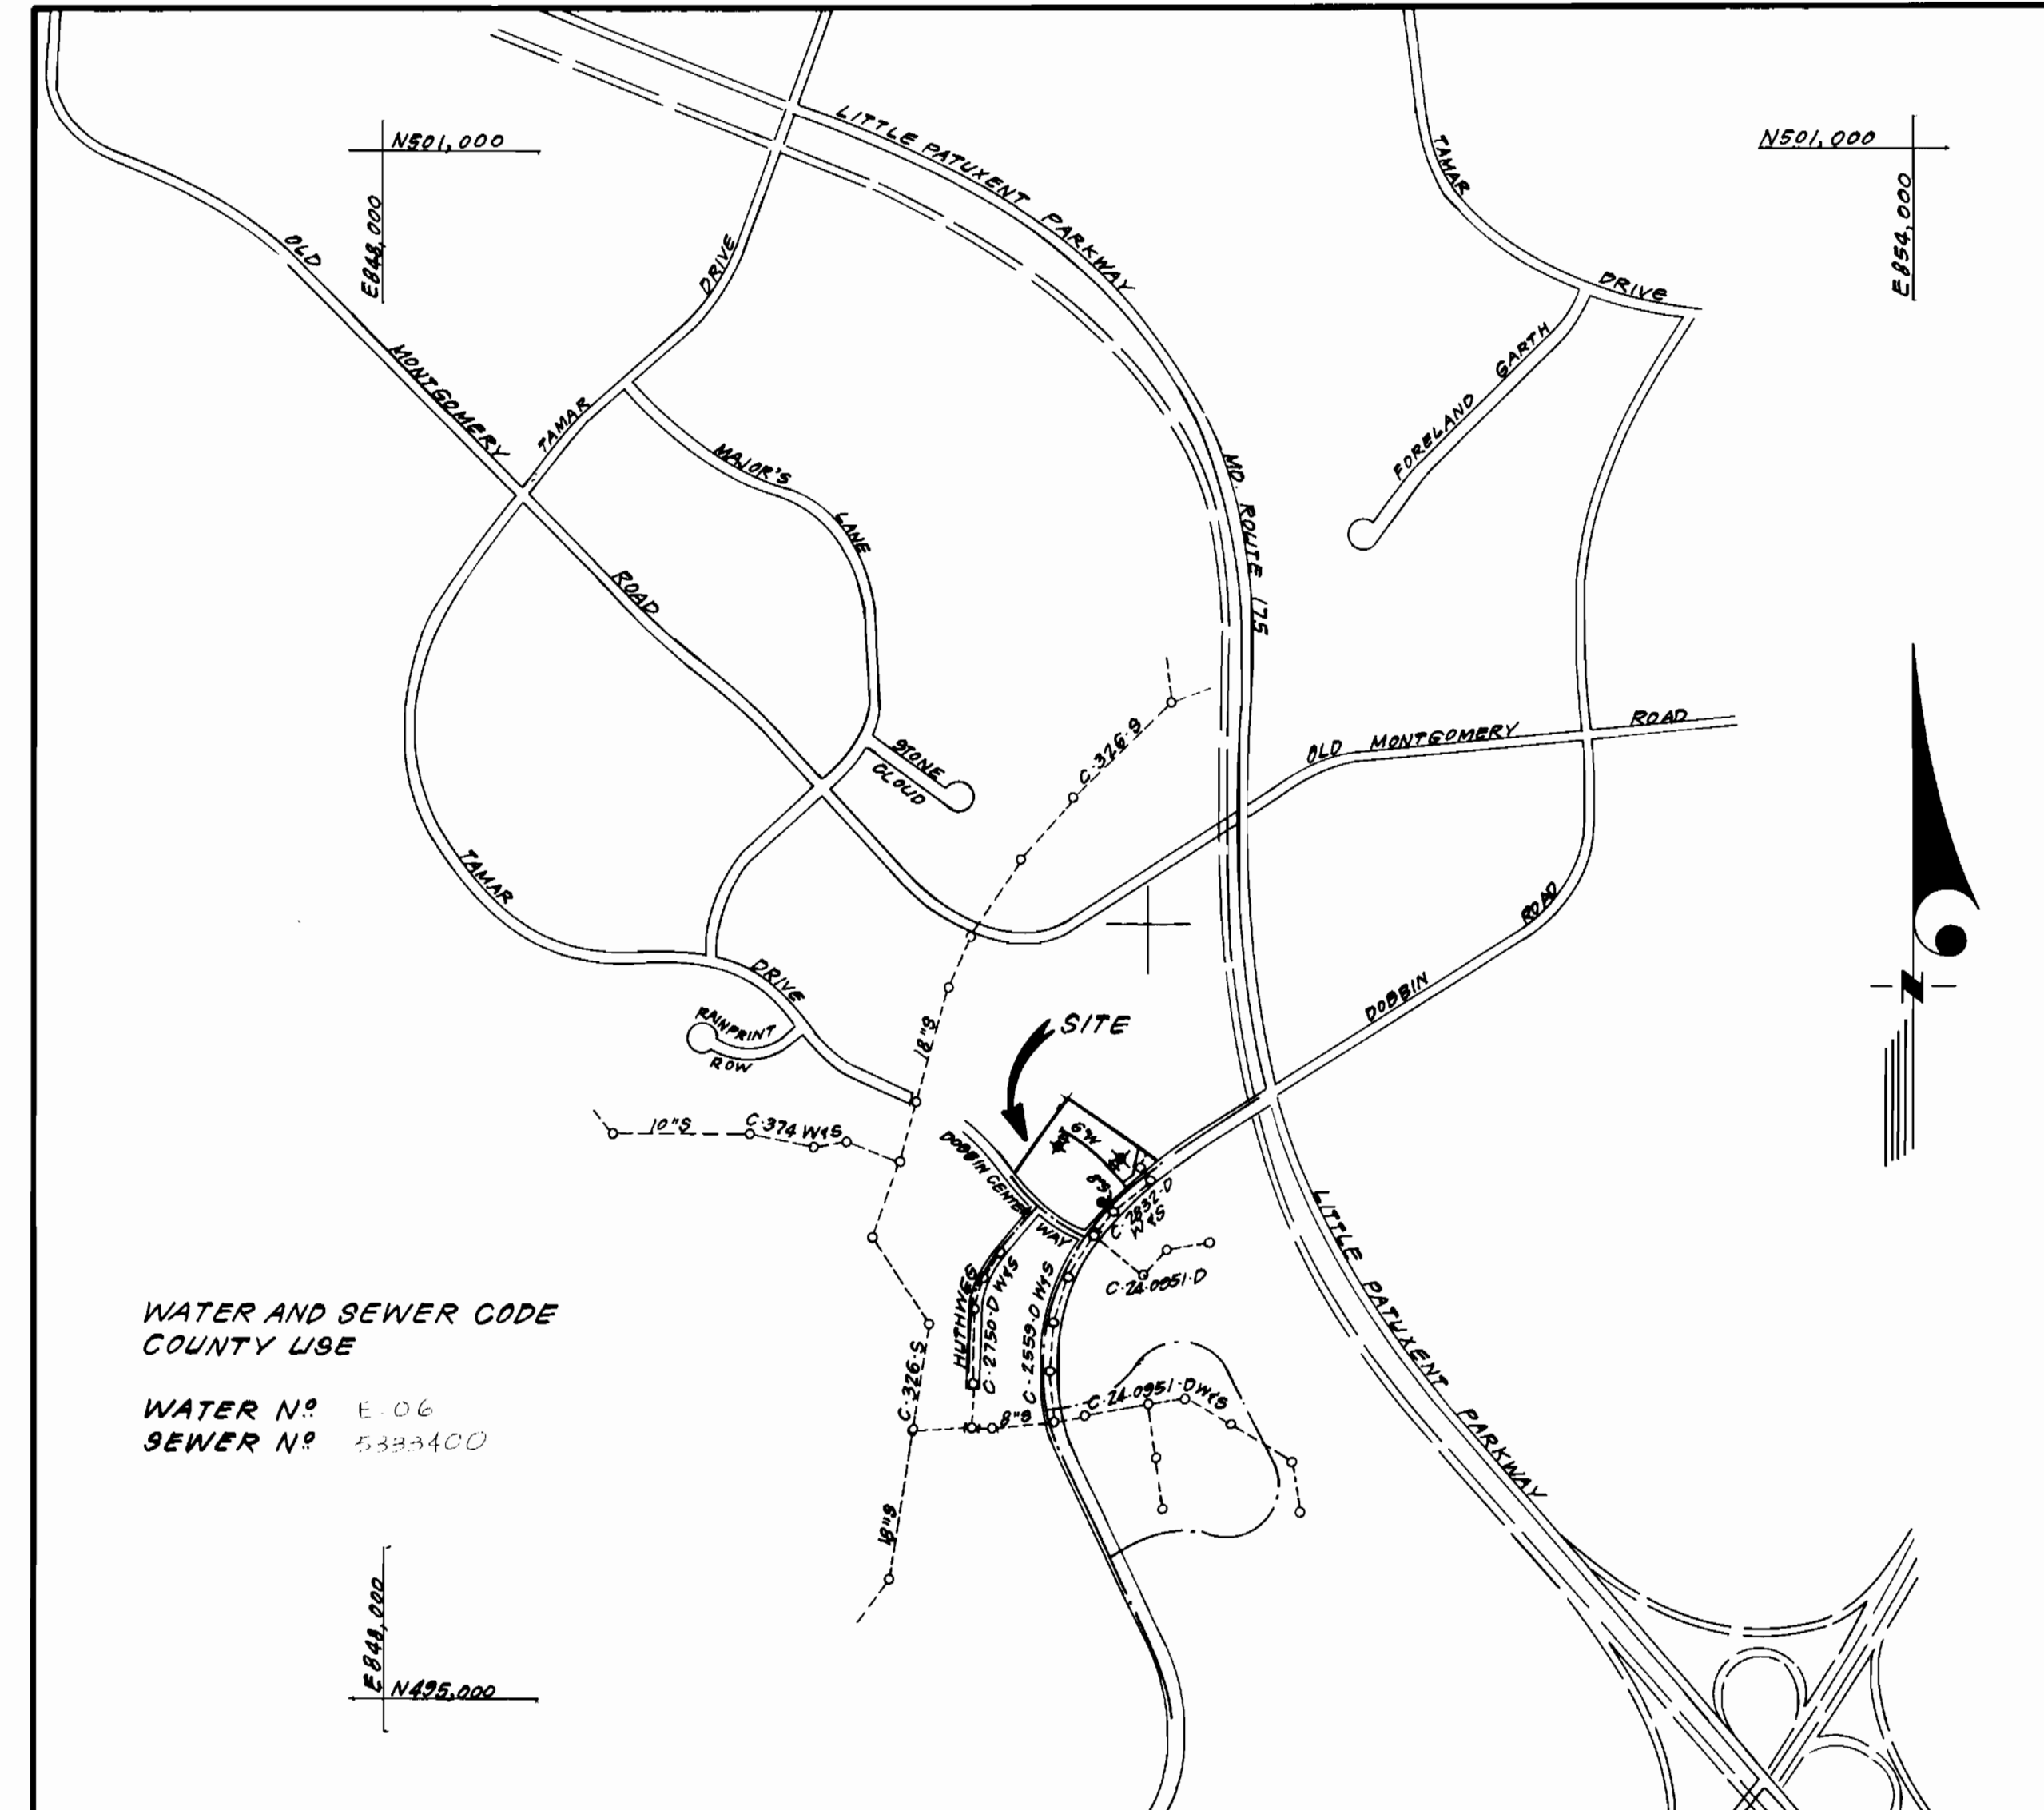 N501,000
E848,000
N501,000
E854,000
LITTLE PATUXENT PARKWAY
TAMAR
DRIVE
OLD
MONTGOMERY
ROAD
TAMAR
DRIVE
MAJOR'S
LANE
FORELAND GARTH
MD. ROUTE 175
STONE
CLOUD
C-326-S
OLD MONTGOMERY ROAD
TAMAR
DRIVE
RAINPRINT
ROW
18"S
DOBBIN
ROAD
N
SITE
10"S
C-374 W&S
6"W
8"S
DOBBIN CENTER
WAY
C-2832-D
W&S
C-24-0951-D
C-2750-D W&S
C-2559-D W&S
C-326-S
8"S
C-24-0951-D W&S
LITTLE PATUXENT PARKWAY
WATER AND SEWER CODE
COUNTY USE
WATER Nº E-06
SEWER Nº 5333400
18"S
E848,000
N495,000